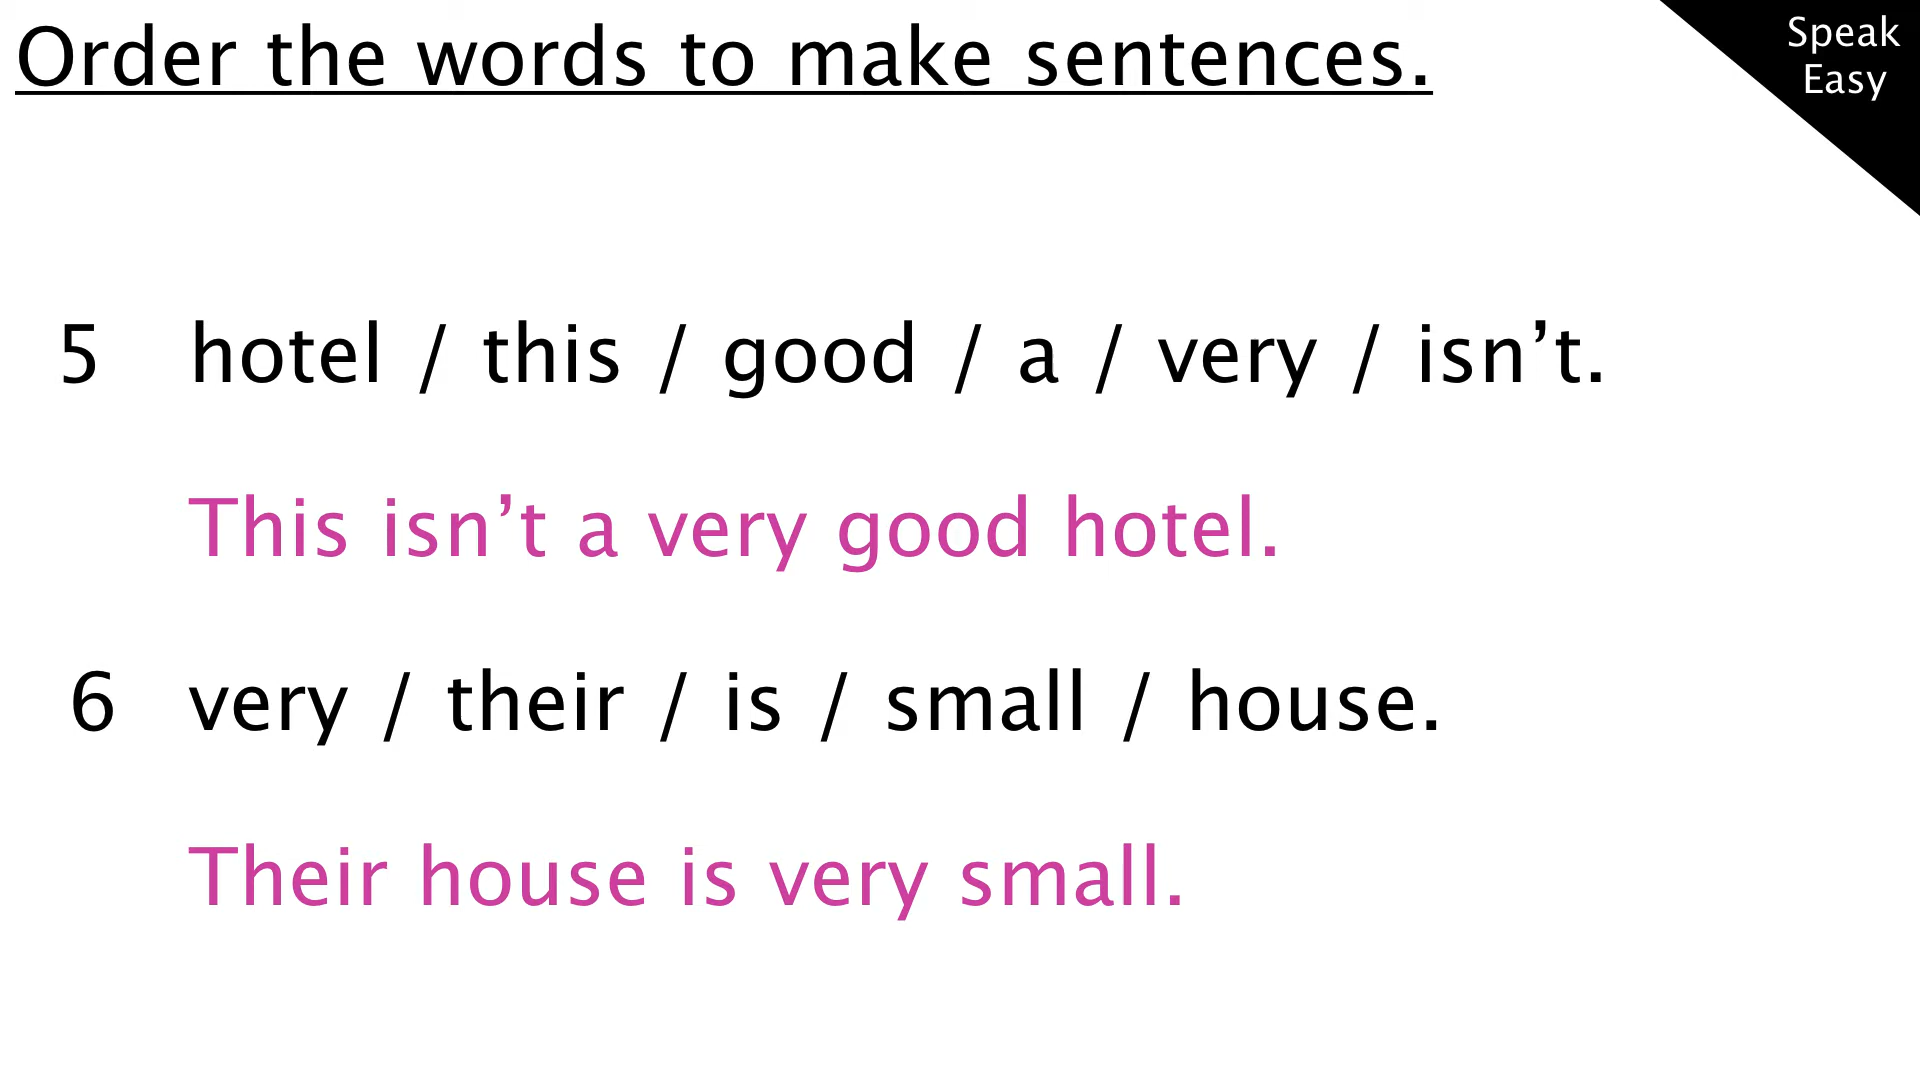 Order the words to make sentences.
Speak
Easy
5 hotel / this / good / a / very / isn’t.
This isn’t a very good hotel.
6 very / their / is / small / house.
Their house is very small.